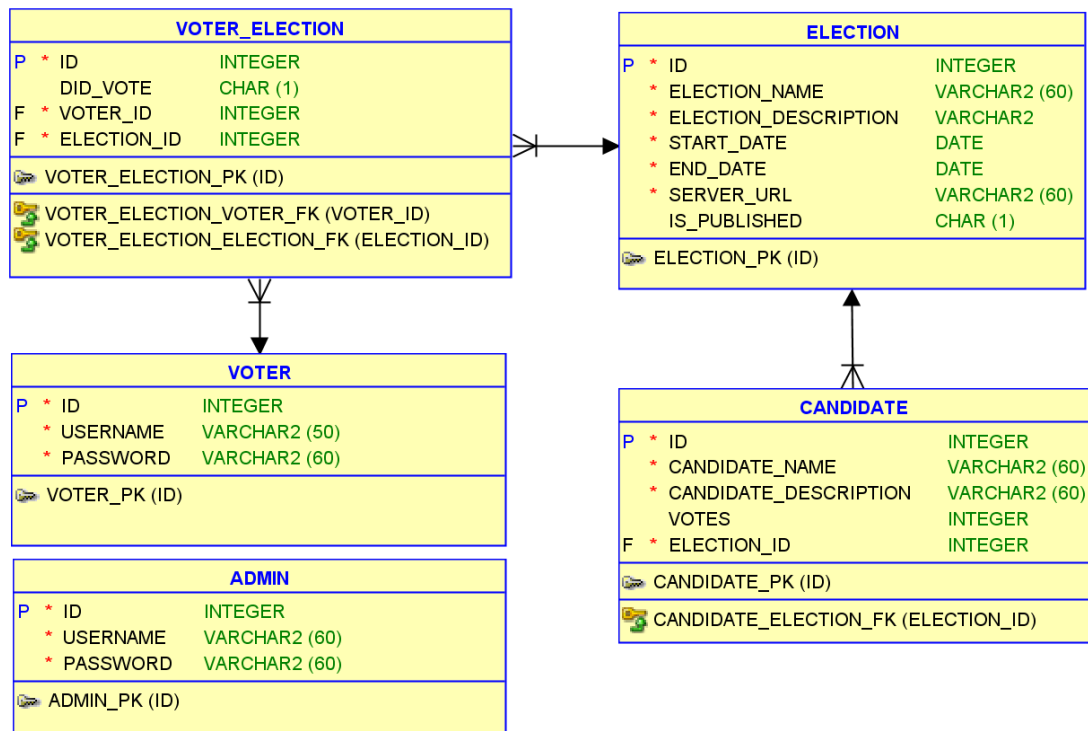 VOTER_ELECTION
P * ID INTEGER
DID_VOTE CHAR (1)
F * VOTER_ID INTEGER
F * ELECTION_ID INTEGER
VOTER_ELECTION_PK (ID)
VOTER_ELECTION_VOTER_FK (VOTER_ID)
VOTER_ELECTION_ELECTION_FK (ELECTION_ID)
ELECTION
P * ID INTEGER
* ELECTION_NAME VARCHAR2 (60)
* ELECTION_DESCRIPTION VARCHAR2
* START_DATE DATE
* END_DATE DATE
* SERVER_URL VARCHAR2 (60)
IS_PUBLISHED CHAR (1)
ELECTION_PK (ID)
VOTER
P * ID INTEGER
* USERNAME VARCHAR2 (50)
* PASSWORD VARCHAR2 (60)
VOTER_PK (ID)
CANDIDATE
P * ID INTEGER
* CANDIDATE_NAME VARCHAR2 (60)
* CANDIDATE_DESCRIPTION VARCHAR2 (60)
VOTES INTEGER
F * ELECTION_ID INTEGER
CANDIDATE_PK (ID)
CANDIDATE_ELECTION_FK (ELECTION_ID)
ADMIN
P * ID INTEGER
* USERNAME VARCHAR2 (60)
* PASSWORD VARCHAR2 (60)
ADMIN_PK (ID)